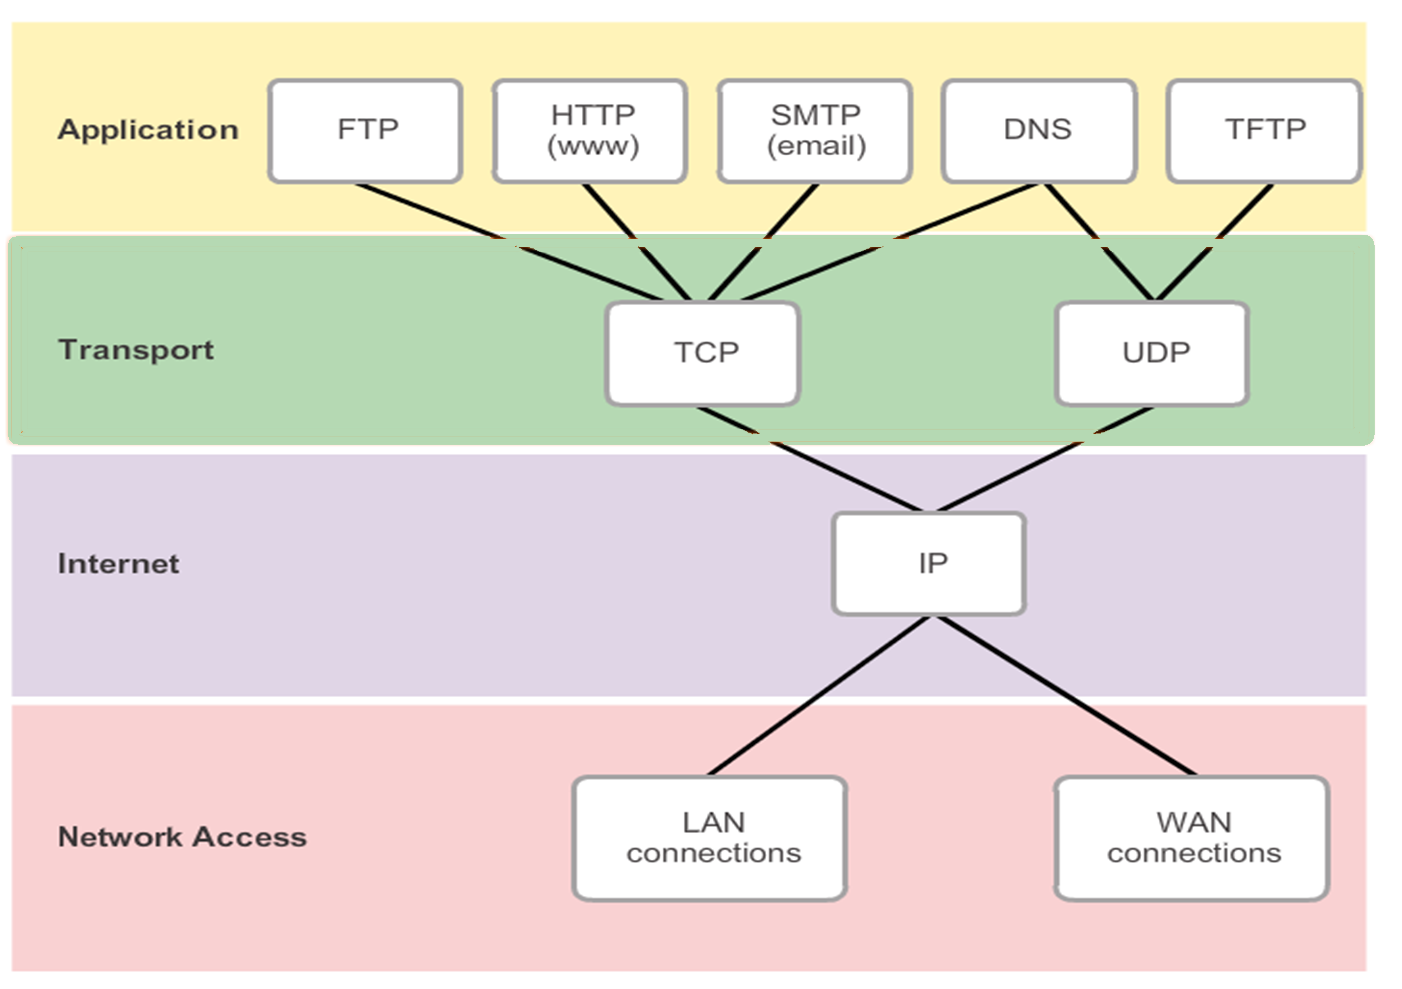 Application
FTP
HTTP
(www)
SMTP
(email)
DNS
TFTP
Transport
TCP
UDP
Internet
IP
Network Access
LAN
connections
WAN
connections